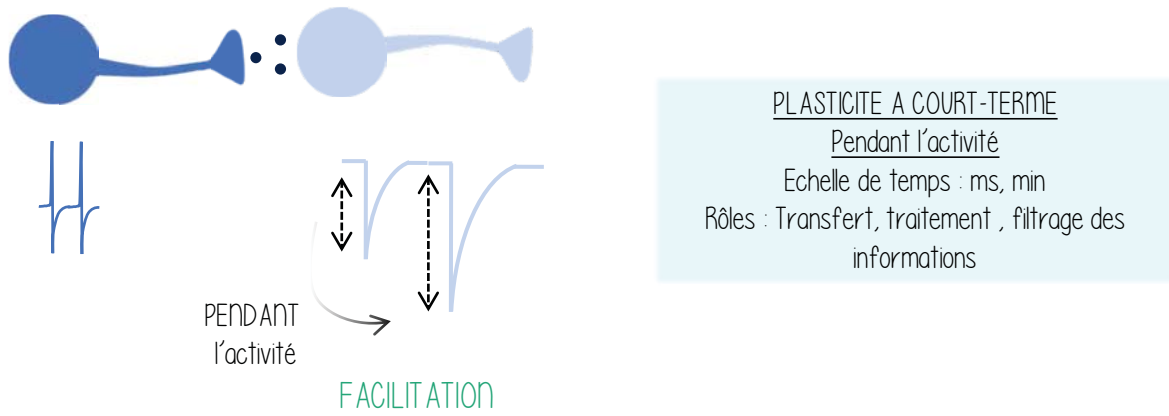 PLASTICITE A COURT-TERME
Pendant l'activité
Echelle de temps : ms, min
Rôles : Transfert, traitement , filtrage des
informations
PENDANT
l'activité
FACILITATION